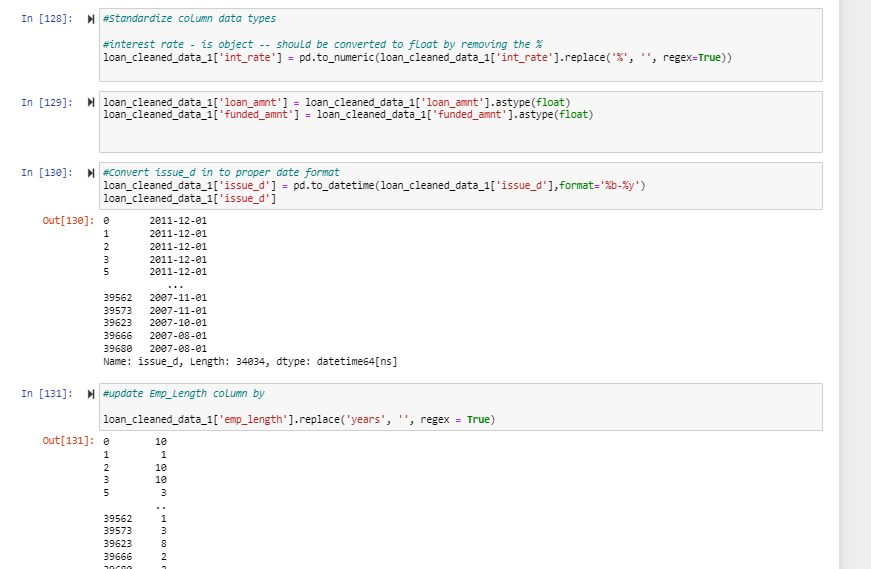 In [128]: #Standardize column data types
#interest rate - is object -- should be converted to float by removing the %
loan_cleaned_data_1['int_rate'] = pd.to_numeric(loan_cleaned_data_1['int_rate'].replace('%', '', regex=True))
In [129]: loan_cleaned_data_1['loan_amnt'] = loan_cleaned_data_1['loan_amnt'].astype(float)
loan_cleaned_data_1['funded_amnt'] = loan_cleaned_data_1['funded_amnt'].astype(float)
In [130]: #Convert issue_d in to proper date format
loan_cleaned_data_1['issue_d'] = pd.to_datetime(loan_cleaned_data_1['issue_d'],format='%b-%y')
loan_cleaned_data_1['issue_d']
Out[130]: 0 2011-12-01
1 2011-12-01
2 2011-12-01
3 2011-12-01
5 2011-12-01
...
39562 2007-11-01
39573 2007-11-01
39623 2007-10-01
39666 2007-08-01
39680 2007-08-01
Name: issue_d, Length: 34034, dtype: datetime64[ns]
In [131]: #update Emp_Length column by
loan_cleaned_data_1['emp_length'].replace('years', '', regex = True)
Out[131]: 0 10
1 1
2 10
3 10
5 3
..
39562 1
39573 3
39623 8
39666 2